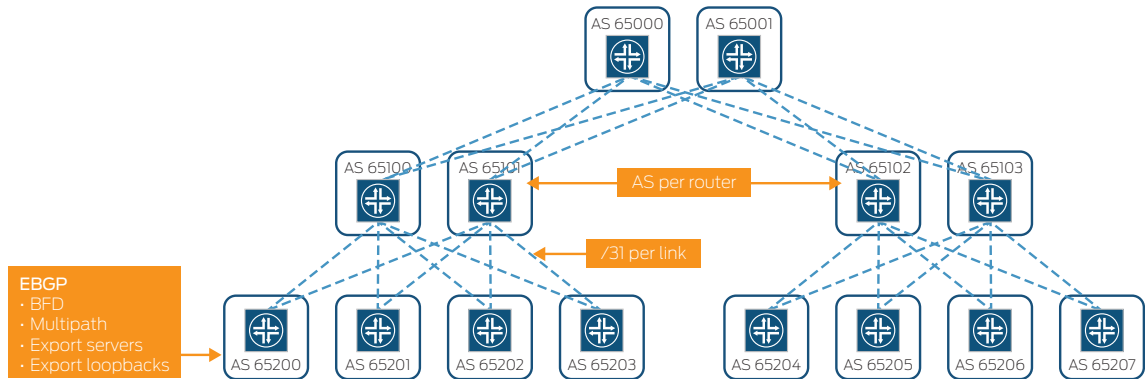 AS 65000
AS 65001
AS 65100
AS 65101
AS per router
AS 65102
AS 65103
/31 per link
EBGP
• BFD
• Multipath
• Export servers
• Export loopbacks
AS 65200
AS 65201
AS 65202
AS 65203
AS 65204
AS 65205
AS 65206
AS 65207